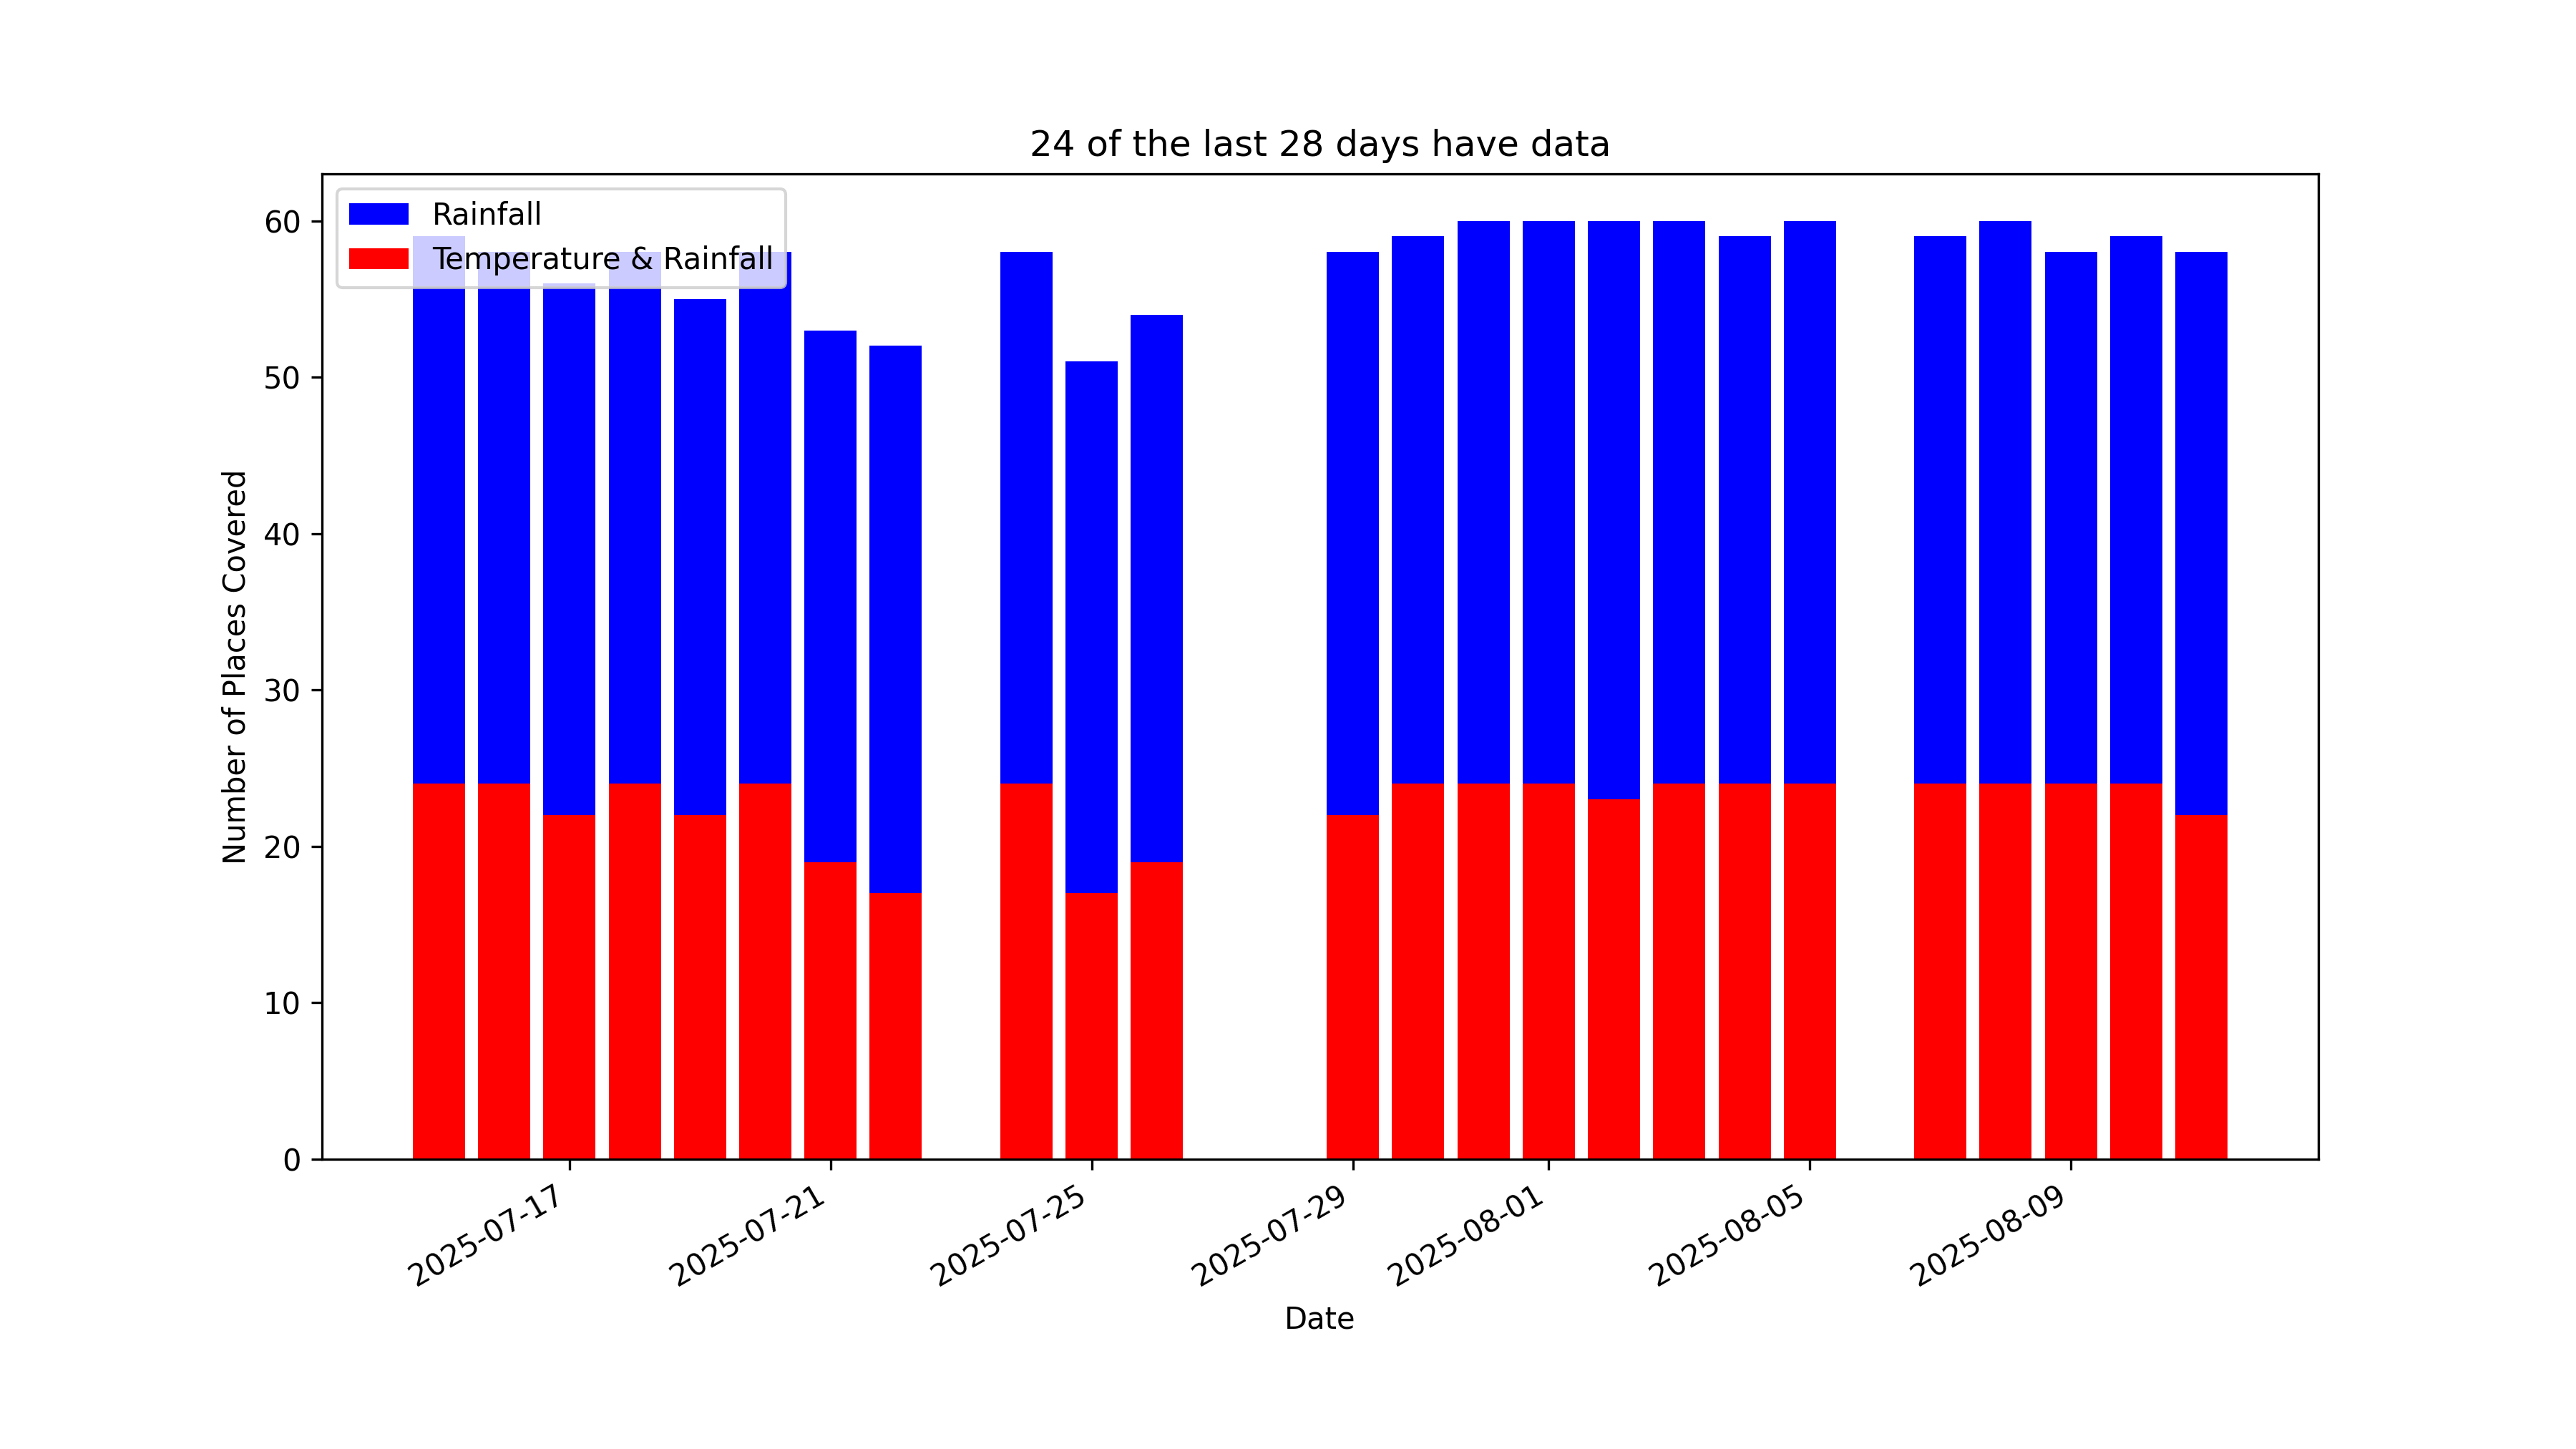 24 of the last 28 days have data
Rainfall
Temperature & Rainfall
Number of Places Covered
60
50
40
30
20
10
0
2025-07-17
2025-07-21
2025-07-25
2025-07-29
2025-08-01
2025-08-05
2025-08-09
Date